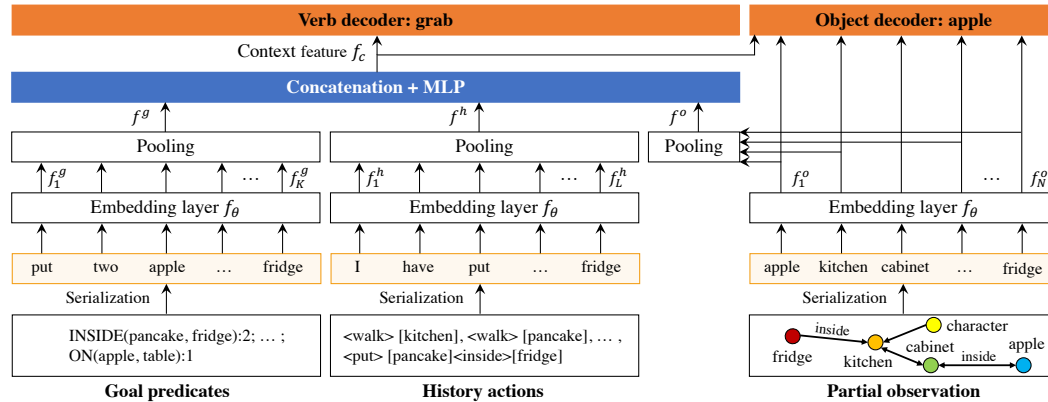 Verb decoder: grab
Object decoder: apple
Context feature f_c
Concatenation + MLP
f^g
f^h
f^o
Pooling
Pooling
Pooling
f_1^g
…
f_K^g
f_1^h
…
f_L^h
f_1^o
…
f_N^o
Embedding layer f_θ
Embedding layer f_θ
Embedding layer f_θ
put two apple … fridge
I have put … fridge
apple kitchen cabinet … fridge
Serialization
Serialization
Serialization
INSIDE(pancake, fridge):2; … ;
ON(apple, table):1
<walk> [kitchen], <walk> [pancake], … ,
<put> [pancake]<inside>[fridge]
inside
character
fridge
kitchen
cabinet
inside
apple
Goal predicates
History actions
Partial observation